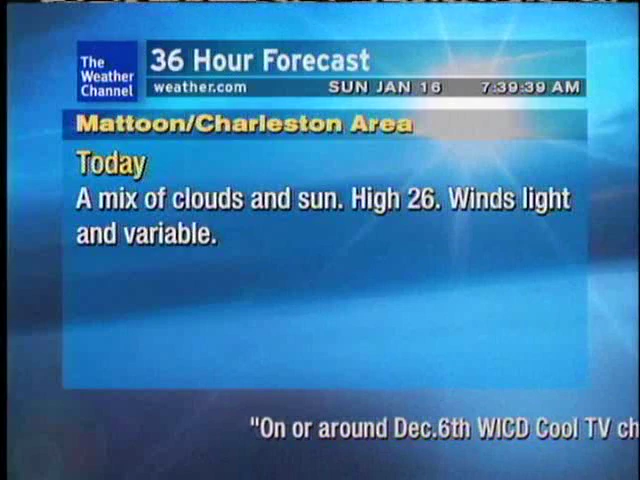 The
Weather
Channel
36 Hour Forecast
weather.com SUN JAN 16 7:39:39 AM
Mattoon/Charleston Area
Today
A mix of clouds and sun. High 26. Winds light
and variable.
"On or around Dec.6th WICD Cool TV ch